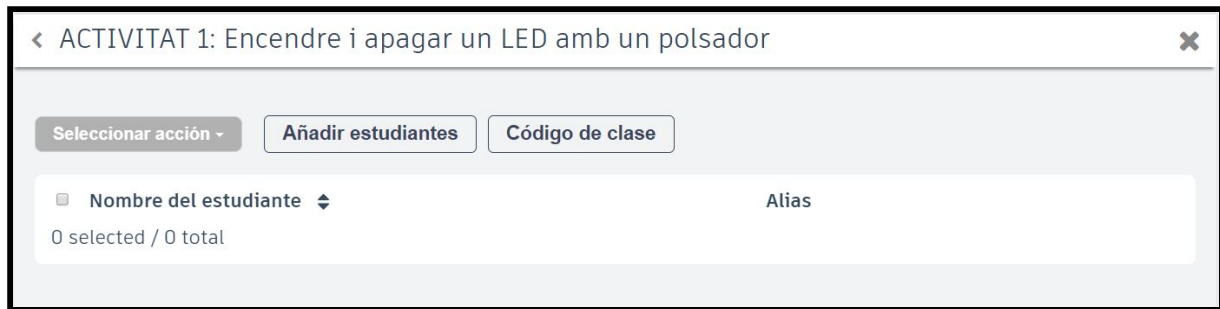 ACTIVITAT 1: Encendre i apagar un LED amb un polsador
Seleccionar acción Añadir estudiantes Código de clase
Nombre del estudiante Alias
0 selected / 0 total